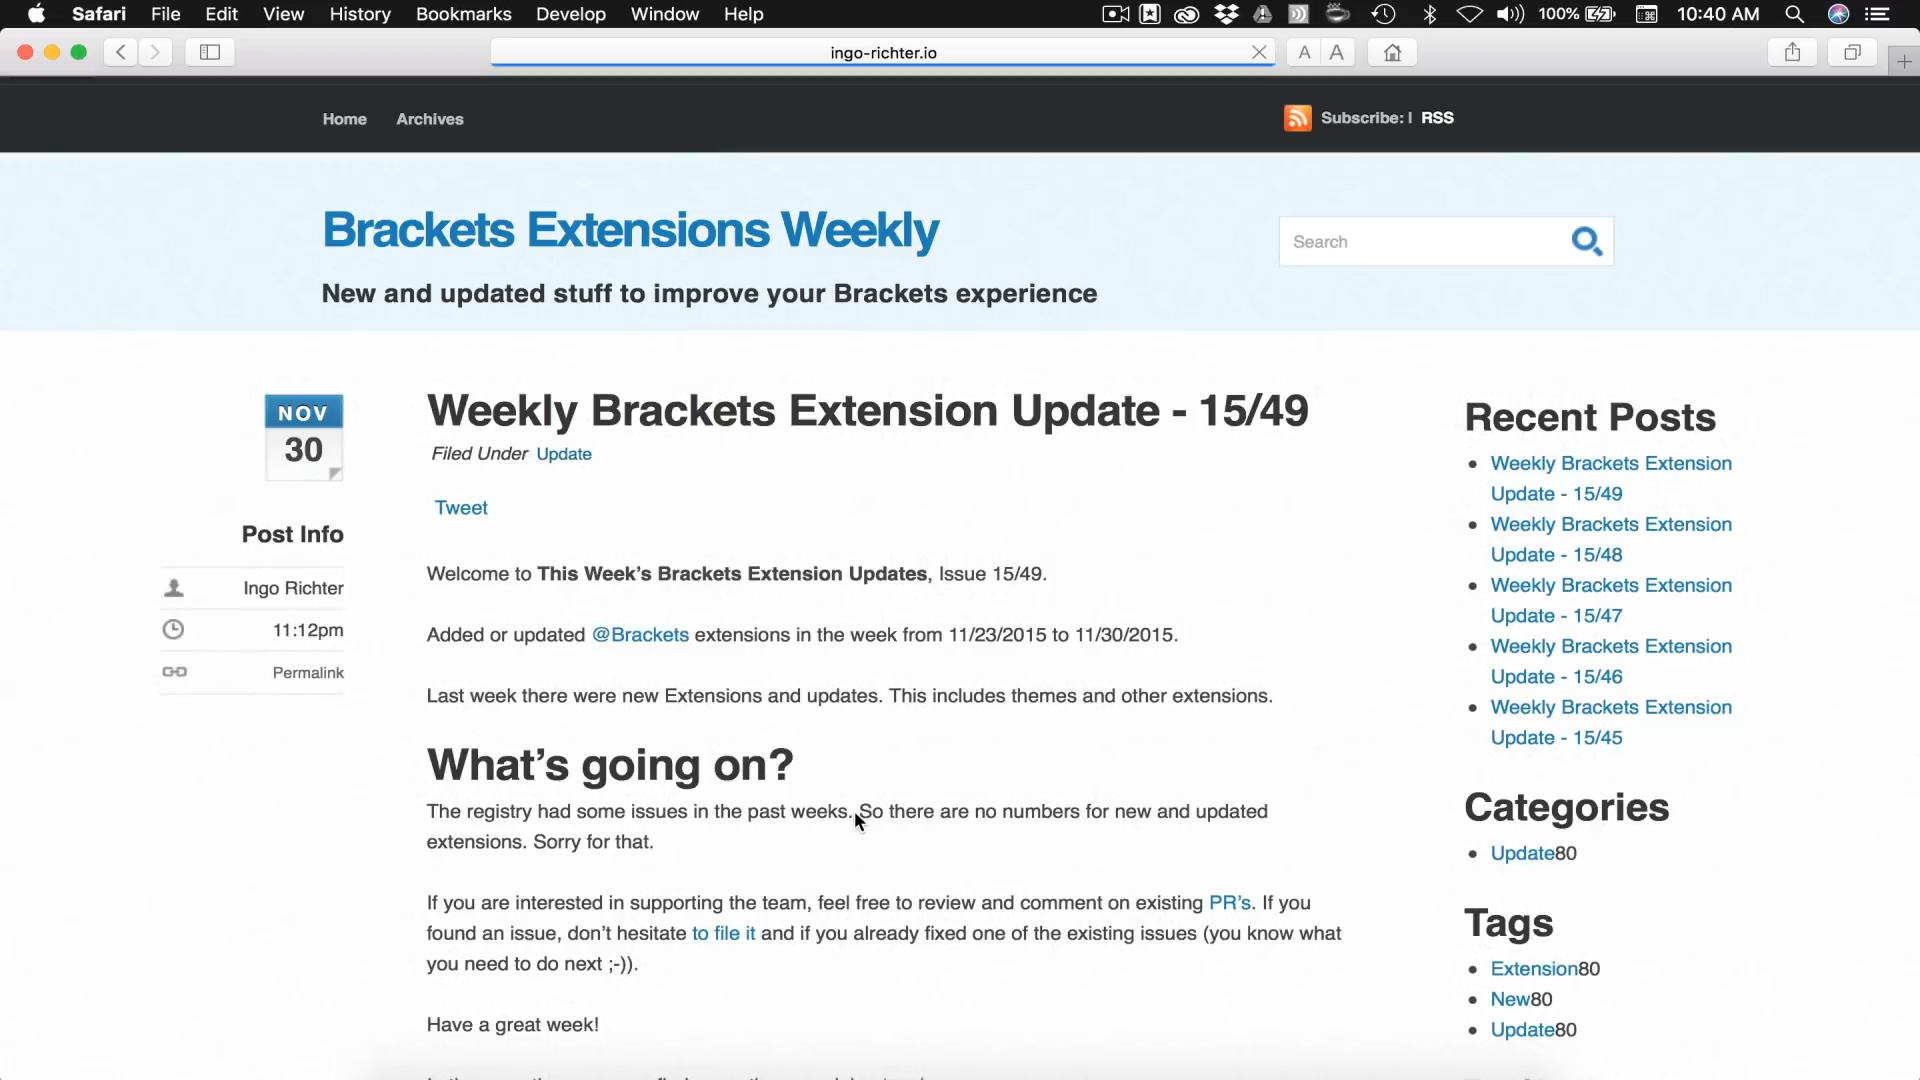 Safari File Edit View History Bookmarks Develop Window Help 100% 10:40 AM
ingo-richter.io
A A
Home Archives
Subscribe: | RSS
Brackets Extensions Weekly
Search
New and updated stuff to improve your Brackets experience
NOV
30
Weekly Brackets Extension Update - 15/49
Filed Under Update
Tweet
Post Info
Ingo Richter
11:12pm
Permalink
Welcome to This Week’s Brackets Extension Updates, Issue 15/49.
Added or updated @Brackets extensions in the week from 11/23/2015 to 11/30/2015.
Last week there were new Extensions and updates. This includes themes and other extensions.
What’s going on?
The registry had some issues in the past weeks. So there are no numbers for new and updated
extensions. Sorry for that.
If you are interested in supporting the team, feel free to review and comment on existing PR’s. If you
found an issue, don’t hesitate to file it and if you already fixed one of the existing issues (you know what
you need to do next ;-)).
Have a great week!
Recent Posts
Weekly Brackets Extension
Update - 15/49
Weekly Brackets Extension
Update - 15/48
Weekly Brackets Extension
Update - 15/47
Weekly Brackets Extension
Update - 15/46
Weekly Brackets Extension
Update - 15/45
Categories
Update80
Tags
Extension80
New80
Update80